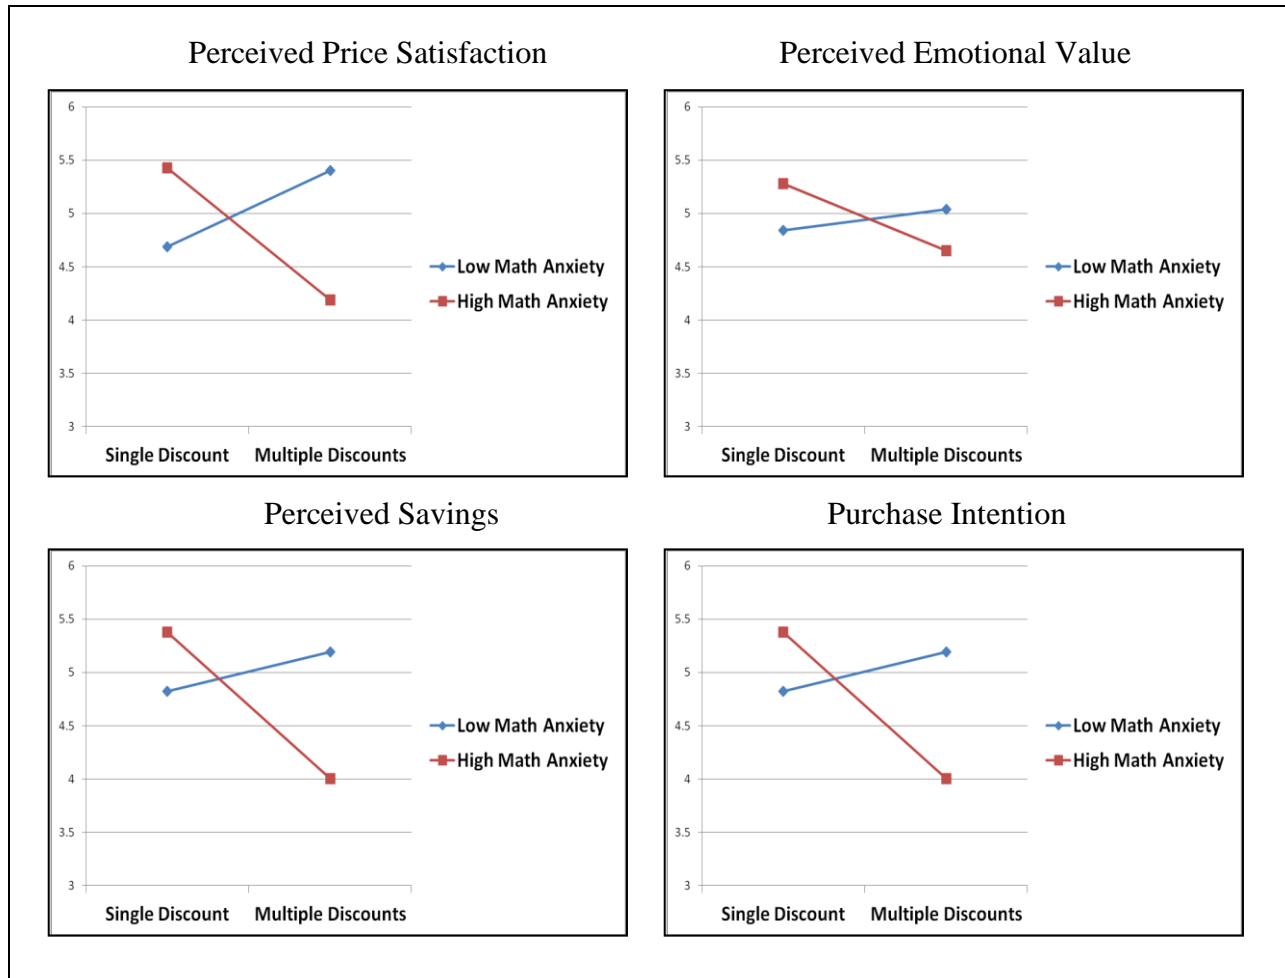 Perceived Price Satisfaction
Perceived Emotional Value
6
5.5
5
4.5
4
3.5
3
Single Discount
Multiple Discounts
Low Math Anxiety
High Math Anxiety
6
5.5
5
4.5
4
3.5
3
Single Discount
Multiple Discounts
Low Math Anxiety
High Math Anxiety
Perceived Savings
Purchase Intention
6
5.5
5
4.5
4
3.5
3
Single Discount
Multiple Discounts
Low Math Anxiety
High Math Anxiety
6
5.5
5
4.5
4
3.5
3
Single Discount
Multiple Discounts
Low Math Anxiety
High Math Anxiety